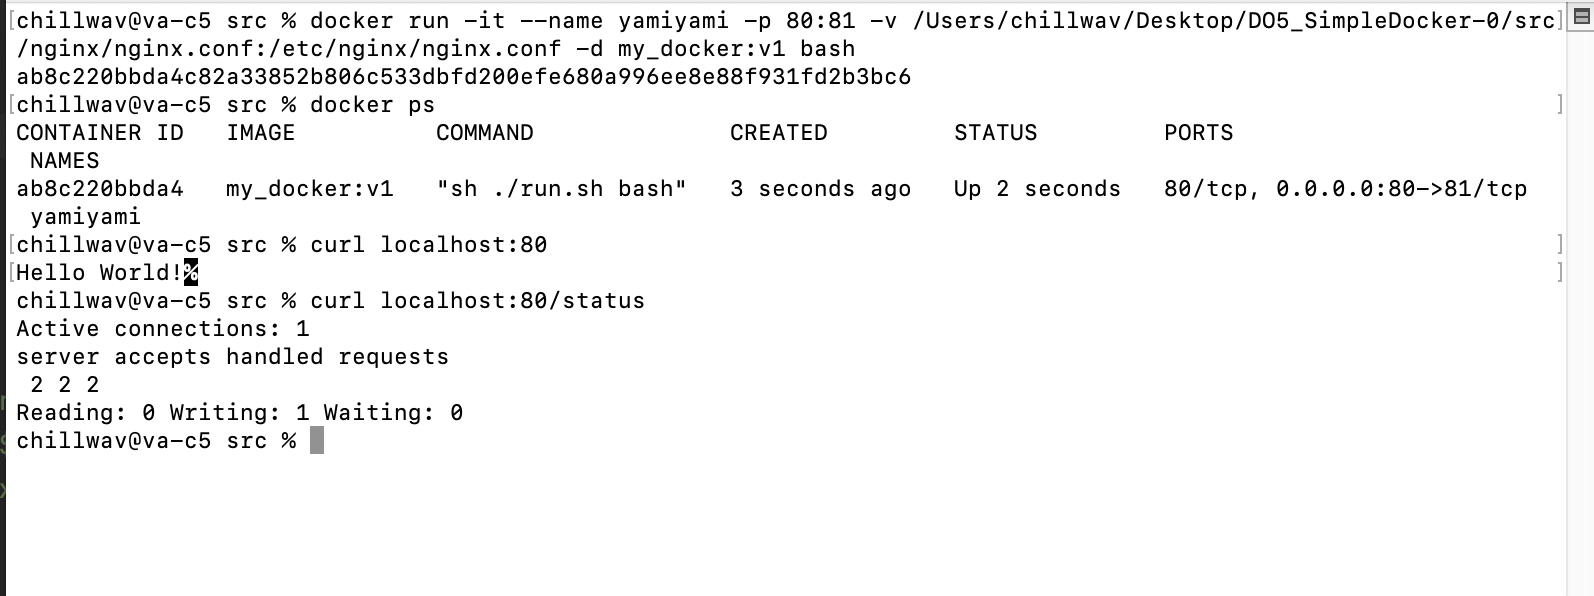 [chillwav@va-c5 src % docker run -it --name yamiyami -p 80:81 -v /Users/chillwav/Desktop/DO5_SimpleDocker-0/src]
/nginx/nginx.conf:/etc/nginx/nginx.conf -d my_docker:v1 bash
ab8c220bbda4c82a33852b806c533dbfd200efe680a996ee8e88f931fd2b3bc6
[chillwav@va-c5 src % docker ps ]
CONTAINER ID   IMAGE          COMMAND             CREATED         STATUS         PORTS
 NAMES
ab8c220bbda4   my_docker:v1   "sh ./run.sh bash"   3 seconds ago   Up 2 seconds   80/tcp, 0.0.0.0:80->81/tcp
 yamiyami
[chillwav@va-c5 src % curl localhost:80 ]
[Hello World!% ]
chillwav@va-c5 src % curl localhost:80/status
Active connections: 1
server accepts handled requests
 2 2 2
Reading: 0 Writing: 1 Waiting: 0
chillwav@va-c5 src %